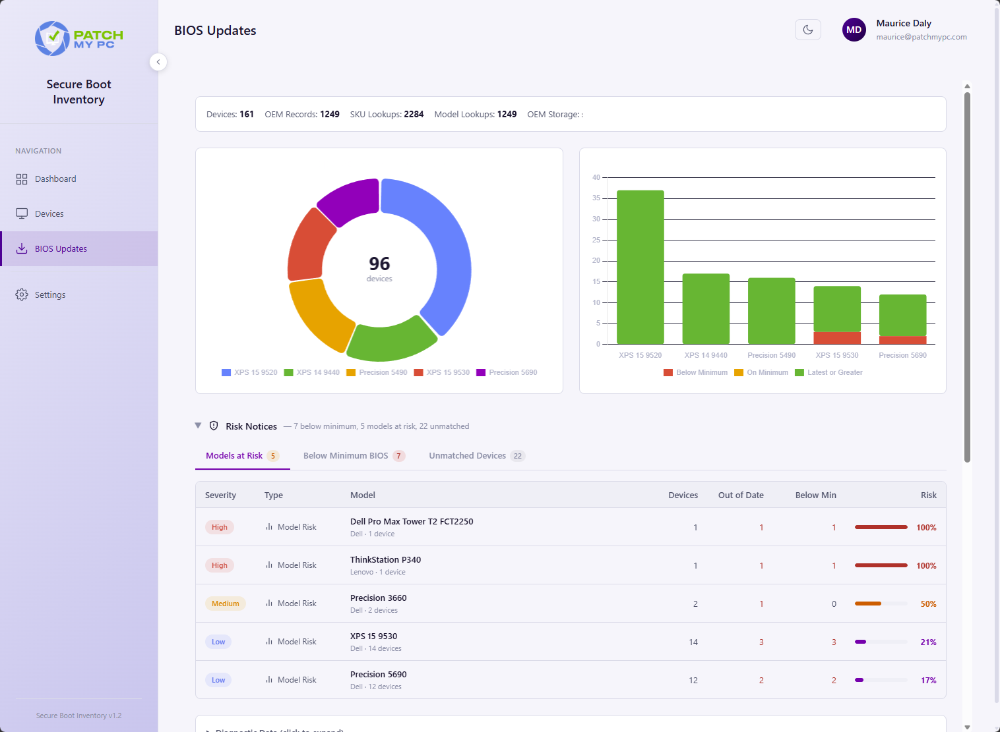 PATCH
MY PC
Secure Boot
Inventory
NAVIGATION
Dashboard
Devices
BIOS Updates
Settings
Secure Boot Inventory v1.2
BIOS Updates
MD
Maurice Daly
maurice@patchmypc.com
Devices: 161 OEM Records: 1249 SKU Lookups: 2284 Model Lookups: 1249 OEM Storage:
96
devices
XPS 15 9520 XPS 14 9440 Precision 5490 XPS 15 9530 Precision 5690
40
35
30
25
20
15
10
5
0
XPS 15 9520 XPS 14 9440 Precision 5490 XPS 15 9530 Precision 5690
Below Minimum On Minimum Latest or Greater
Risk Notices — 7 below minimum, 5 models at risk, 22 unmatched
Models at Risk 5 Below Minimum BIOS 7 Unmatched Devices 22
Severity Type Model Devices Out of Date Below Min Risk
High Model Risk Dell Pro Max Tower T2 FCT2250 1 1 1 100%
Dell · 1 device
High Model Risk ThinkStation P340 1 1 1 100%
Lenovo · 1 device
Medium Model Risk Precision 3660 2 1 0 50%
Dell · 2 devices
Low Model Risk XPS 15 9530 14 3 3 21%
Dell · 14 devices
Low Model Risk Precision 5690 12 2 2 17%
Dell · 12 devices
Diagnostic Data (click to expand)